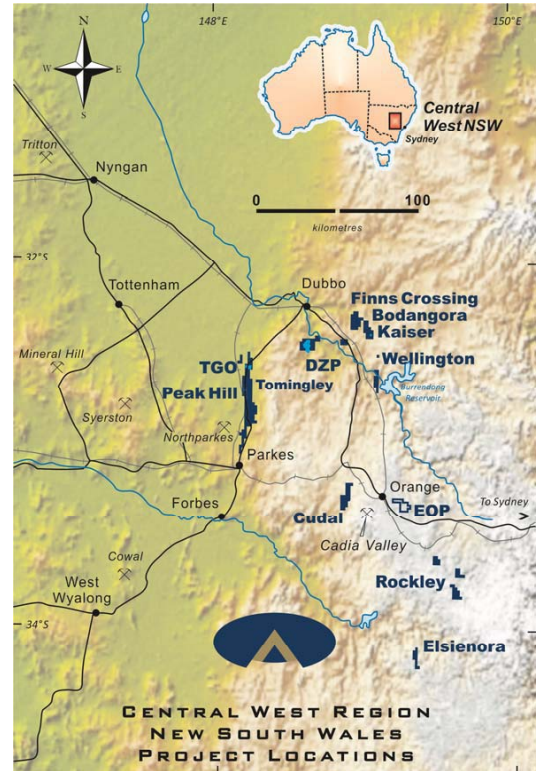 148°E
150°E
N
W
E
S
Central
West NSW
Sydney
Tritton
Nyngan
0
100
kilometres
32°S
Tottenham
Dubbo
Finns Crossing
Bodangora
Kaiser
Mineral Hill
TGO
DZP
Wellington
Peak Hill
Tomingley
Burrendong
Reservoir
Syerston
Northparkes
Parkes
Orange
To Sydney
Forbes
Cudal
EOP
Cadia Valley
Cowal
Rockley
West
Wyalong
34°S
Elsienora
CENTRAL WEST REGION
NEW SOUTH WALES
PROJECT LOCATIONS